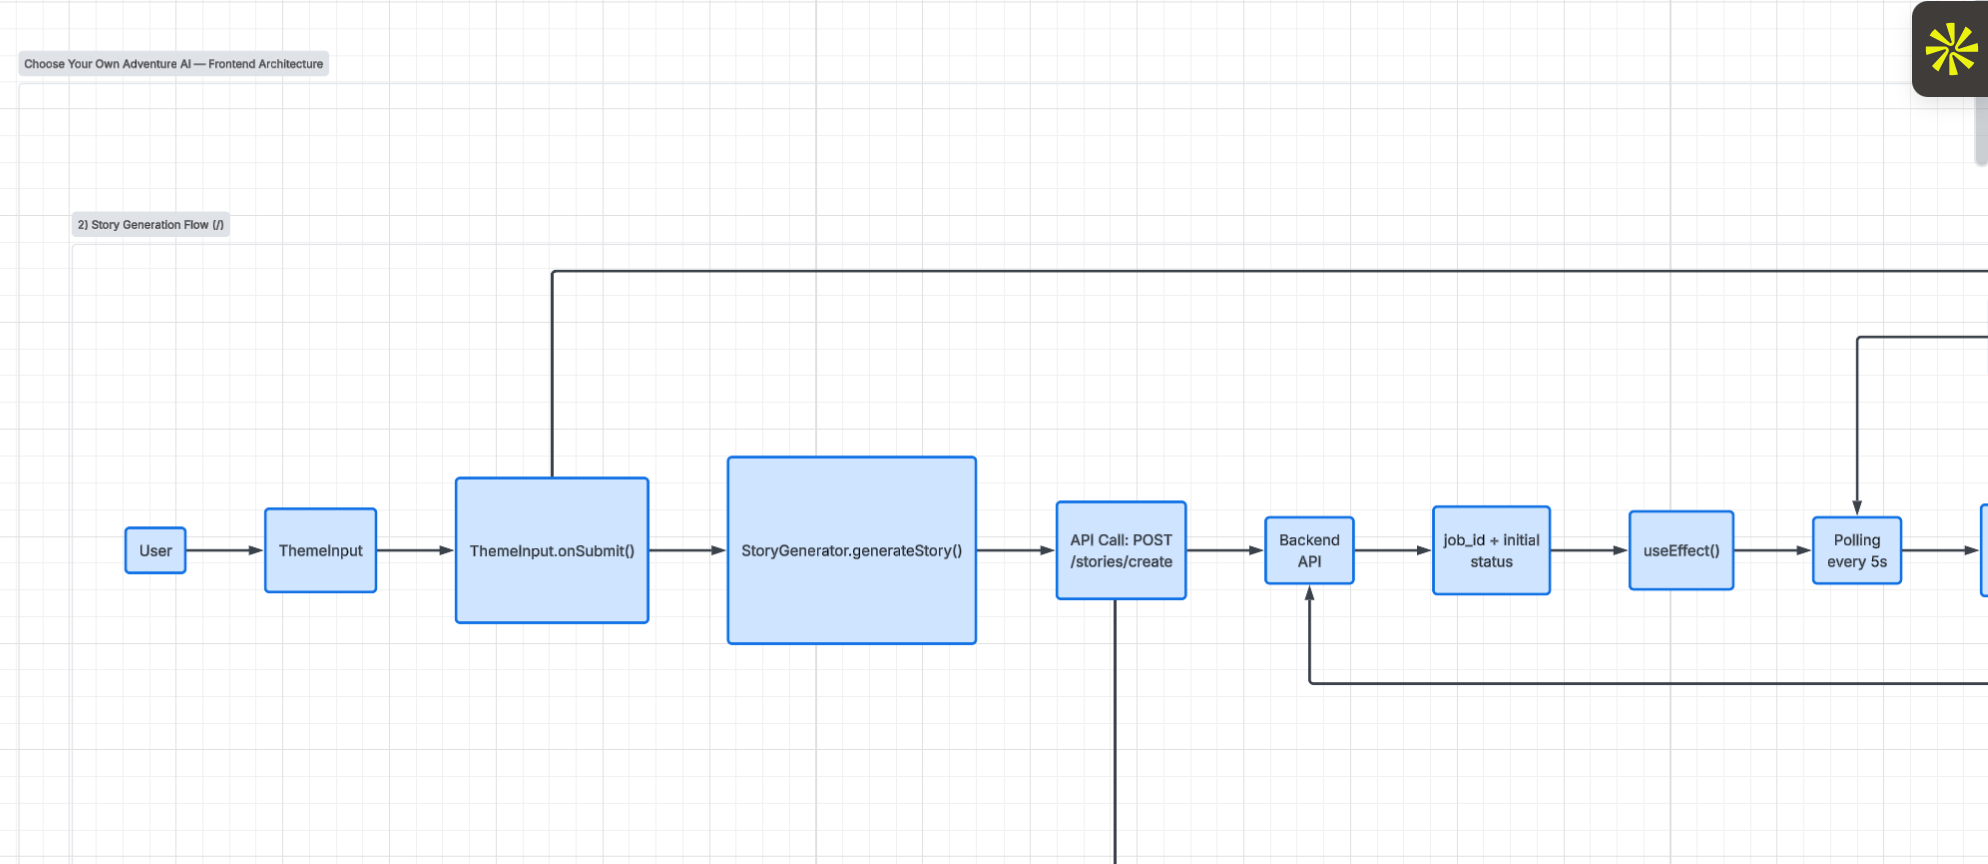 Choose Your Own Adventure AI — Frontend Architecture
2) Story Generation Flow (/)
User
ThemeInput
ThemeInput.onSubmit()
StoryGenerator.generateStory()
API Call: POST
/stories/create
Backend
API
job_id + initial
status
useEffect()
Polling
every 5s